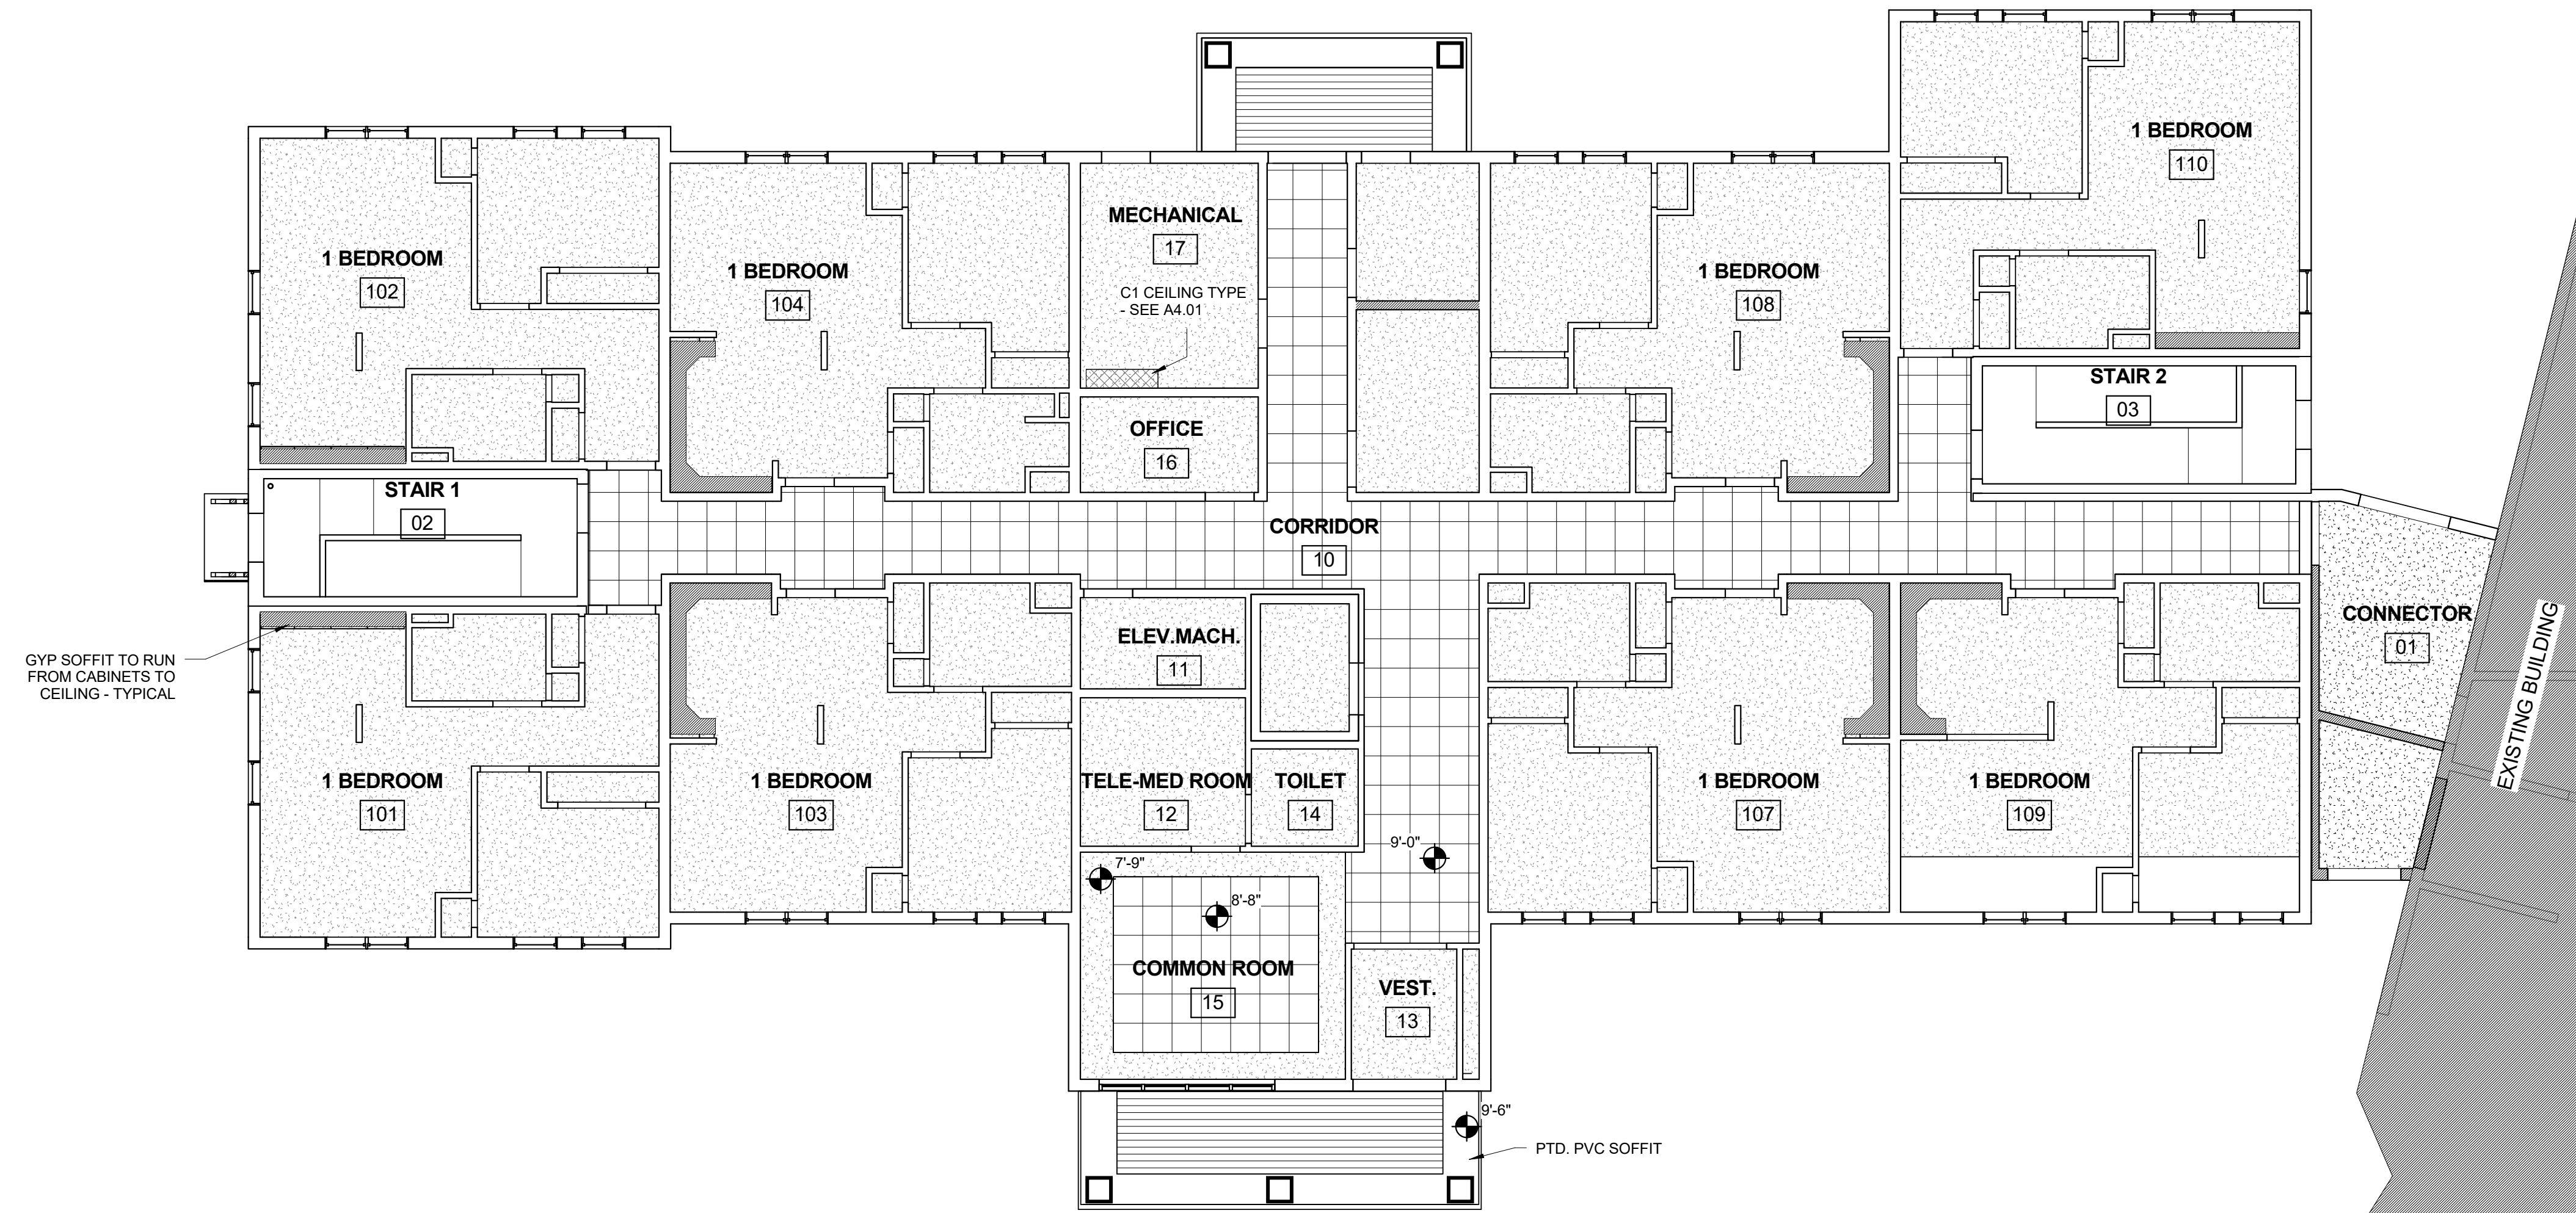 1 BEDROOM
110
MECHANICAL
17
1 BEDROOM
102
1 BEDROOM
104
1 BEDROOM
108
C1 CEILING TYPE
- SEE A4.01
STAIR 2
03
OFFICE
16
STAIR 1
02
CORRIDOR
10
ELEV.MACH.
11
CONNECTOR
01
EXISTING BUILDING
GYP SOFFIT TO RUN
FROM CABINETS TO
CEILING - TYPICAL
1 BEDROOM
101
1 BEDROOM
103
TELE-MED ROOM
12
TOILET
14
1 BEDROOM
107
1 BEDROOM
109
9'-0"
7'-9"
8'-8"
COMMON ROOM
15
VEST.
13
9'-6"
PTD. PVC SOFFIT